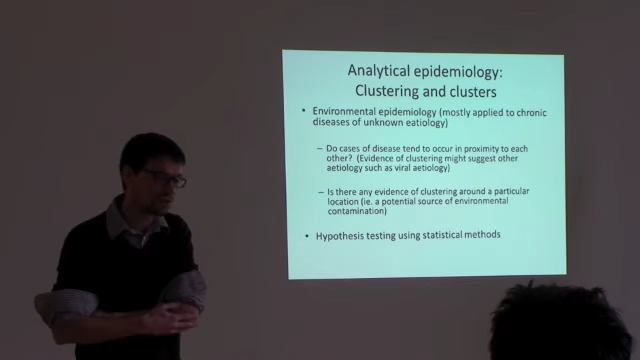 Analytical epidemiology:
Clustering and clusters
• Environmental epidemiology (mostly applied to chronic
diseases of unknown eatiology)
– Do cases of disease tend to occur in proximity to each
other? (Evidence of clustering might suggest other
aetiology such as viral aetiology)
– Is there any evidence of clustering around a particular
location (ie. a potential source of environmental
contamination)
• Hypothesis testing using statistical methods